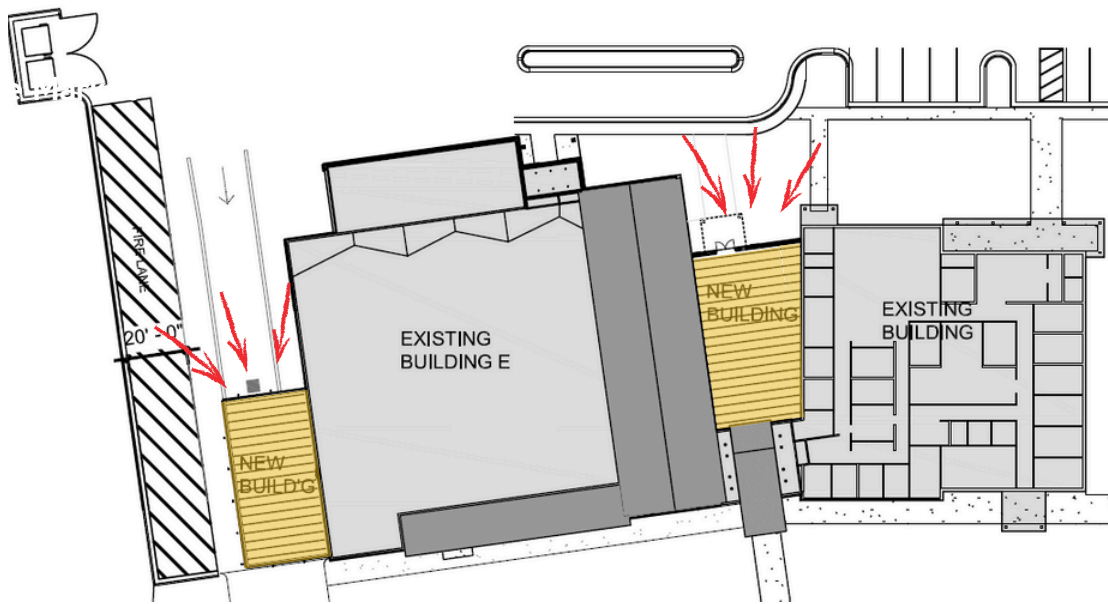 FIRE LANE
20' - 0"
NEW
BUILD'G
EXISTING
BUILDING E
NEW
BUILDING
EXISTING
BUILDING